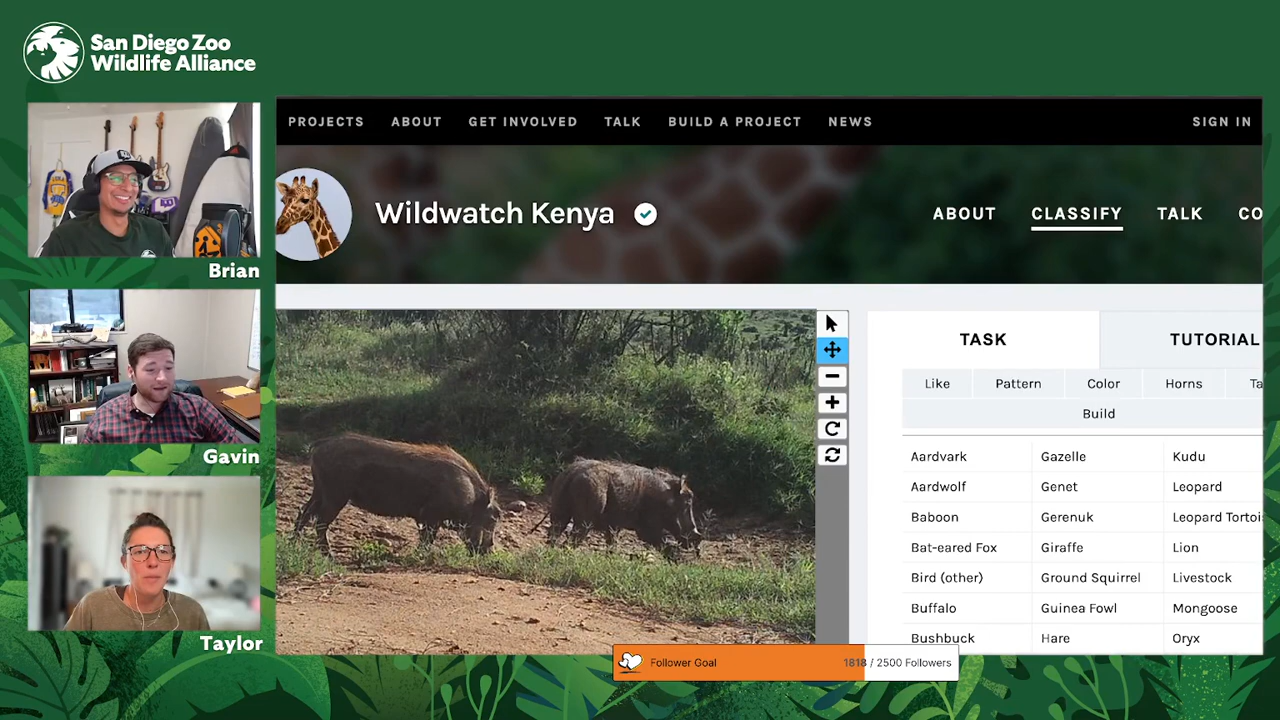 San Diego Zoo
Wildlife Alliance
PROJECTS ABOUT GET INVOLVED TALK BUILD A PROJECT NEWS SIGN IN
Wildwatch Kenya
ABOUT CLASSIFY TALK CO
Brian
Gavin
Taylor
TASK TUTORIAL
Like Pattern Color Horns Ta
Build
Aardvark Gazelle Kudu
Aardwolf Genet Leopard
Baboon Gerenuk Leopard Tortoi
Bat-eared Fox Giraffe Lion
Bird (other) Ground Squirrel Livestock
Buffalo Guinea Fowl Mongoose
Bushbuck Hare Oryx
Follower Goal 1818 / 2500 Followers